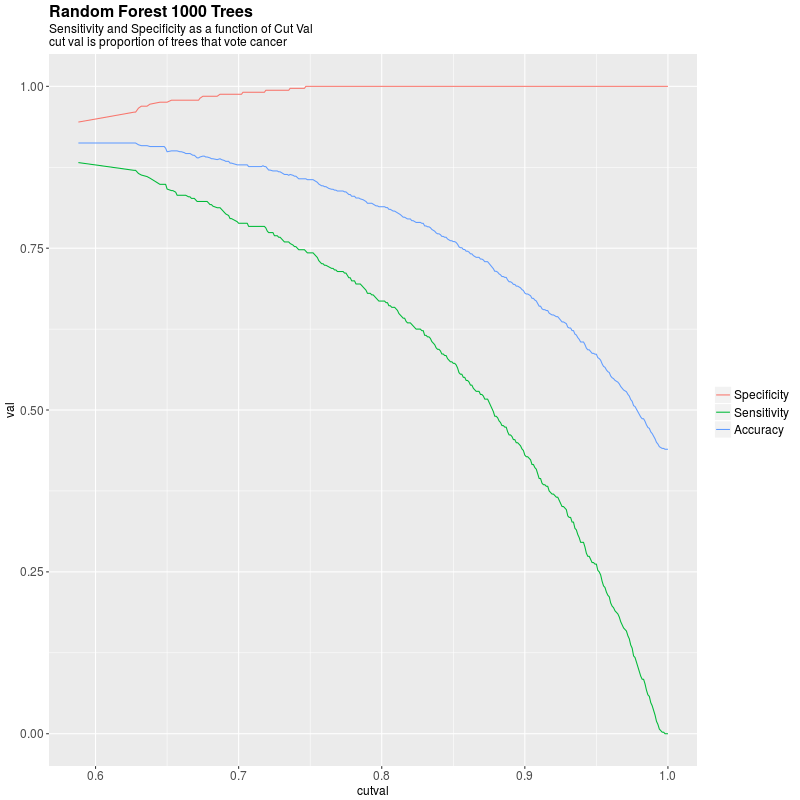 Random Forest 1000 Trees
Sensitivity and Specificity as a function of Cut Val
cut val is proportion of trees that vote cancer
1.00
0.75
0.50
0.25
0.00
val
0.6
0.7
0.8
0.9
1.0
cutval
Specificity
Sensitivity
Accuracy